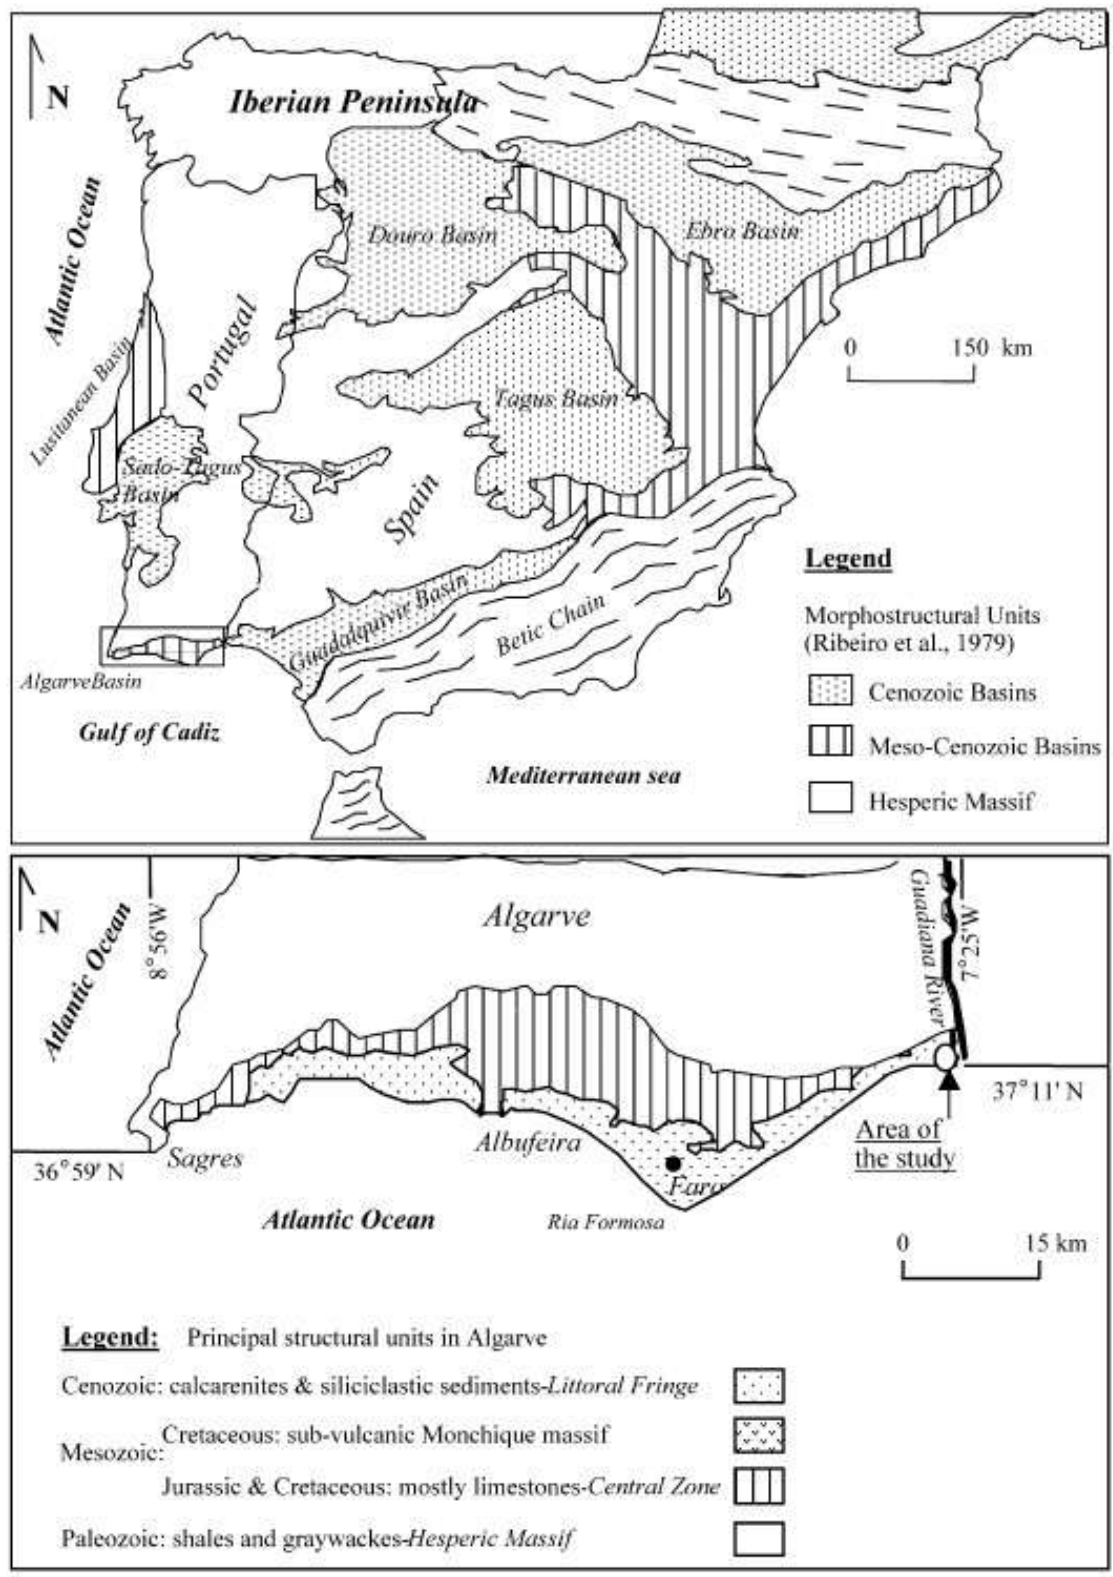 N
Iberian Peninsula
Atlantic Ocean
Douro Basin
Ebro Basin
Portugal
Lusitanean Basin
0 150 km
Tagus Basin
Sado-Tagus
Basin
Spain
Guadalquivir Basin
Betic Chain
AlgarveBasin
Gulf of Cadiz
Mediterranean sea
Legend
Morphostructural Units
(Ribeiro et al., 1979)
Cenozoic Basins
Meso-Cenozoic Basins
Hesperic Massif
N
Atlantic Ocean
8°56'W
Algarve
Guadiana River
7°25'W
37°11' N
Area of
the study
Albufeira
Sagres
36°59' N
Faro
Atlantic Ocean
Ria Formosa
0 15 km
Legend: Principal structural units in Algarve
Cenozoic: calcarenites & siliciclastic sediments-Littoral Fringe
Cretaceous: sub-vulcanic Monchique massif
Mesozoic:
Jurassic & Cretaceous: mostly limestones-Central Zone
Paleozoic: shales and graywackes-Hesperic Massif